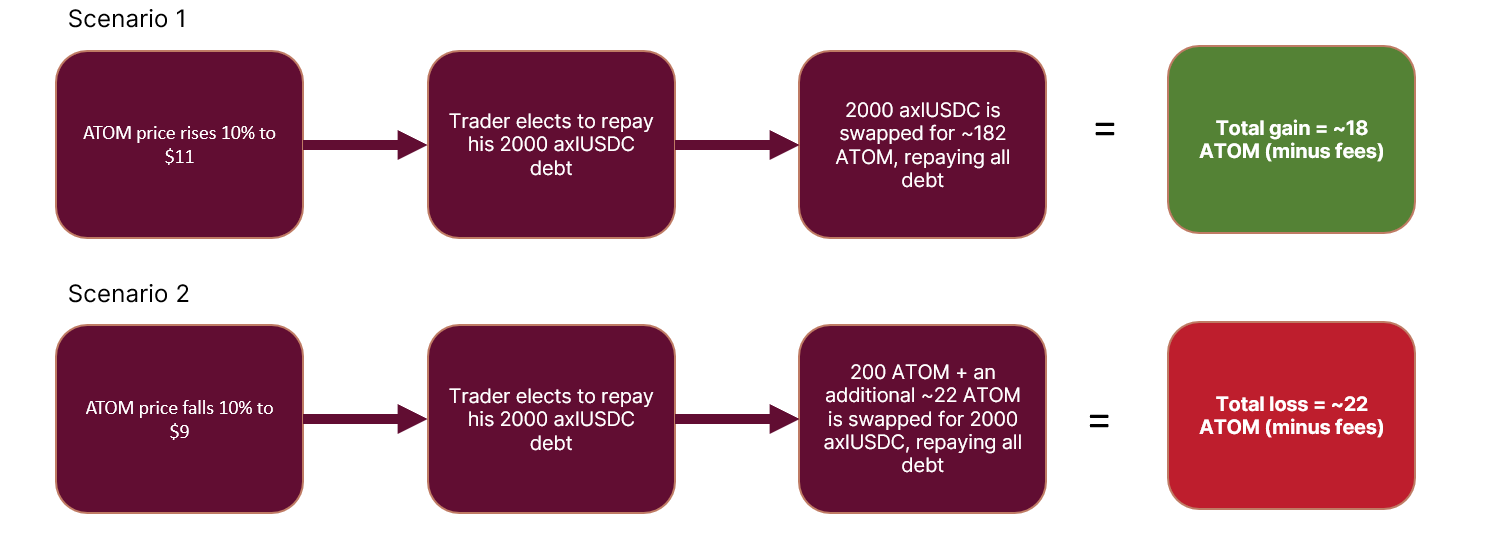 Scenario 1
ATOM price rises 10% to
$11
Trader elects to repay
his 2000 axlUSDC
debt
2000 axlUSDC is
swapped for ~182
ATOM, repaying all
debt
=
Total gain = ~18
ATOM (minus fees)
Scenario 2
ATOM price falls 10% to
$9
Trader elects to repay
his 2000 axlUSDC
debt
200 ATOM + an
additional ~22 ATOM
is swapped for 2000
axlUSDC, repaying all
debt
=
Total loss = ~22
ATOM (minus fees)